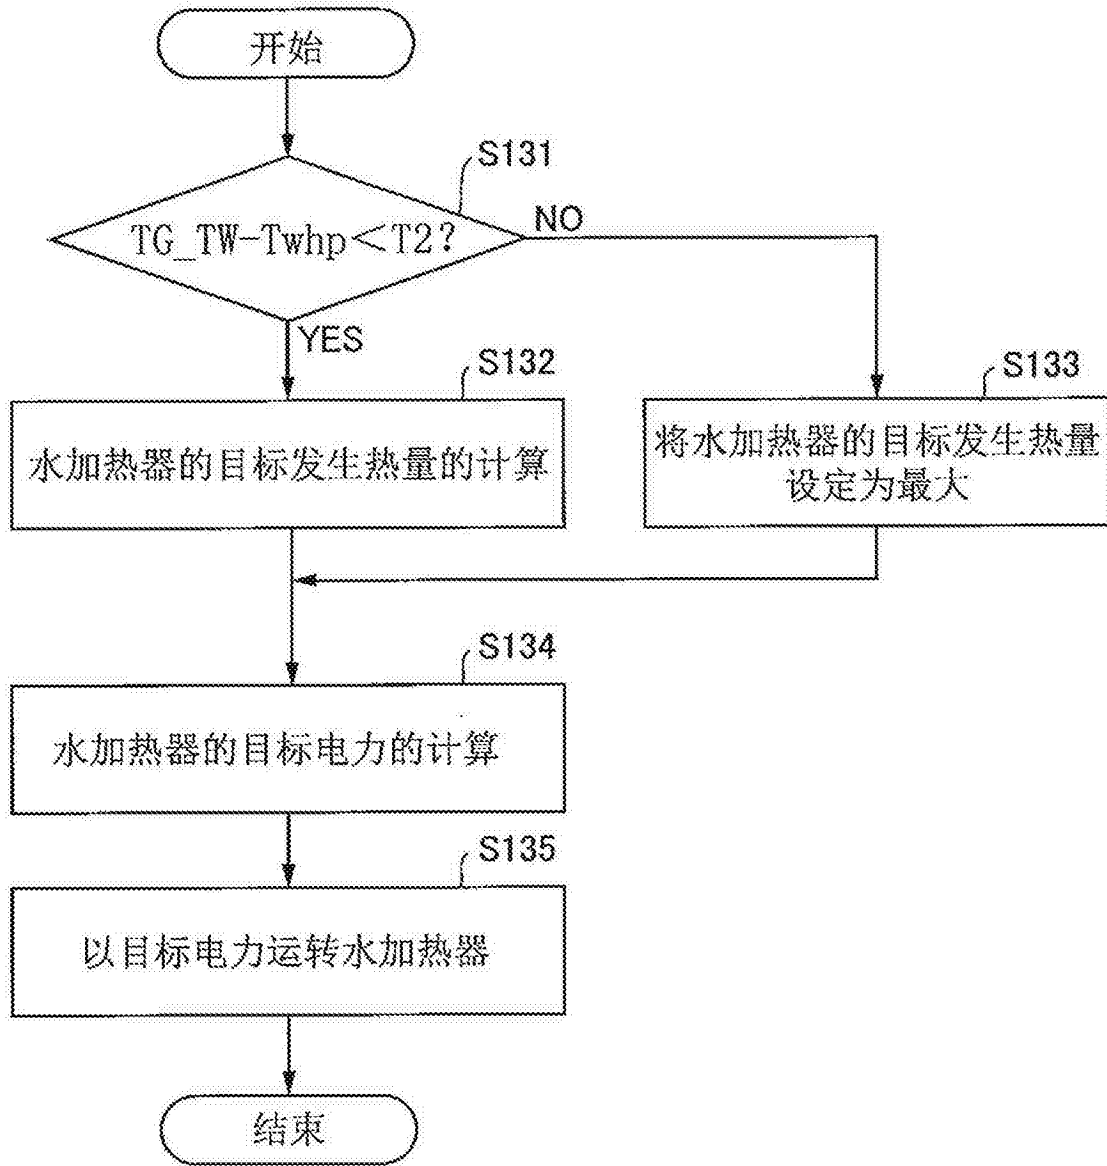 开始
S131
TG_TW-Twhp<T2?
NO
YES
S132
S133
水加热器的目标发生热量的计算
将水加热器的目标发生热量
设定为最大
S134
水加热器的目标电力的计算
S135
以目标电力运转水加热器
结束